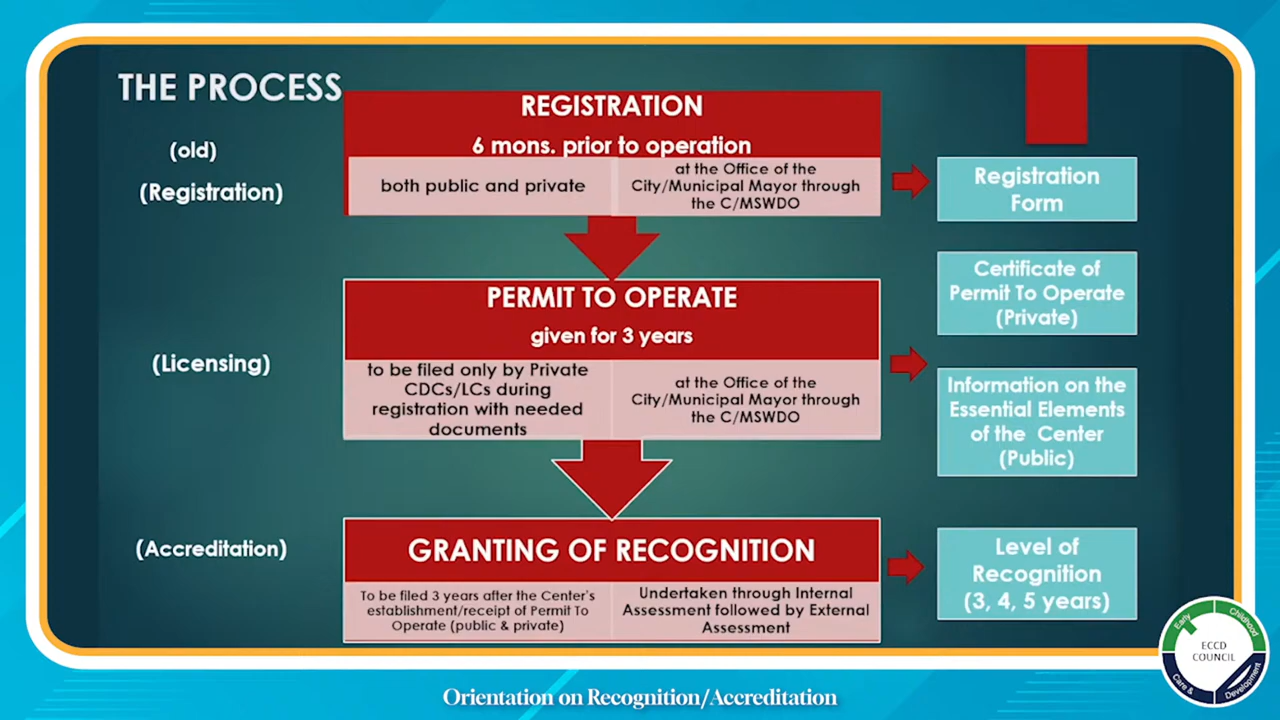 THE PROCESS
(old)
(Registration)
REGISTRATION
6 mons. prior to operation
both public and private
at the Office of the
City/Municipal Mayor through
the C/MSWDO
Registration
Form
(Licensing)
PERMIT TO OPERATE
given for 3 years
to be filed only by Private
CDCs/LCs during
registration with needed
documents
at the Office of the
City/Municipal Mayor through
the C/MSWDO
Certificate of
Permit To Operate
(Private)
Information on the
Essential Elements
of the Center
(Public)
(Accreditation)
GRANTING OF RECOGNITION
To be filed 3 years after the Center's
establishment/receipt of Permit To
Operate (public & private)
Undertaken through Internal
Assessment followed by External
Assessment
Level of
Recognition
(3, 4, 5 years)
Early
Childhood
ECCD
COUNCIL
Care &
Development
Orientation on Recognition/Accreditation